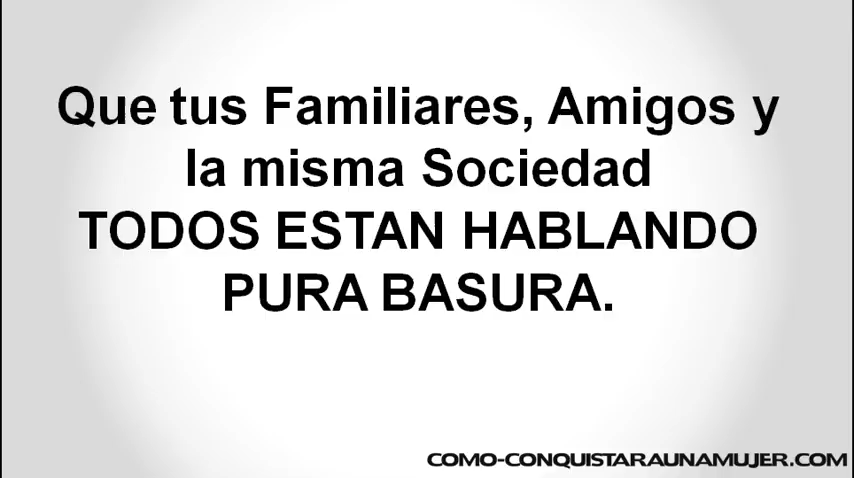 Que tus Familiares, Amigos y
la misma Sociedad
TODOS ESTAN HABLANDO
PURA BASURA.
COMO-CONQUISTARAUNAMUJER.COM